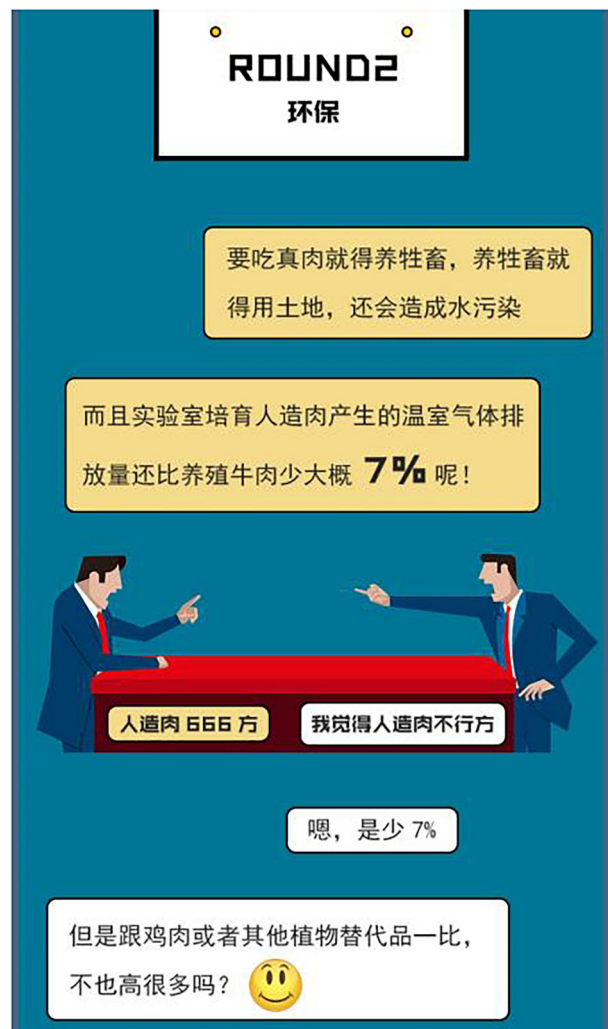 ROUND2
环保
要吃真肉就得养牲畜，养牲畜就
得用土地，还会造成水污染
而且实验室培育人造肉产生的温室气体排
放量还比养殖牛肉少大概 7% 呢！
人造肉 666 方
我觉得人造肉不行方
嗯，是少 7%
但是跟鸡肉或者其他植物替代品一比，
不也高很多吗？